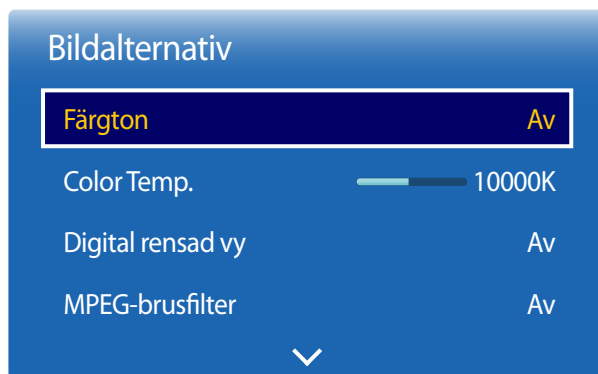 Bildalternativ
Färgton Av
Color Temp. 10000K
Digital rensad vy Av
MPEG-brusfilter Av